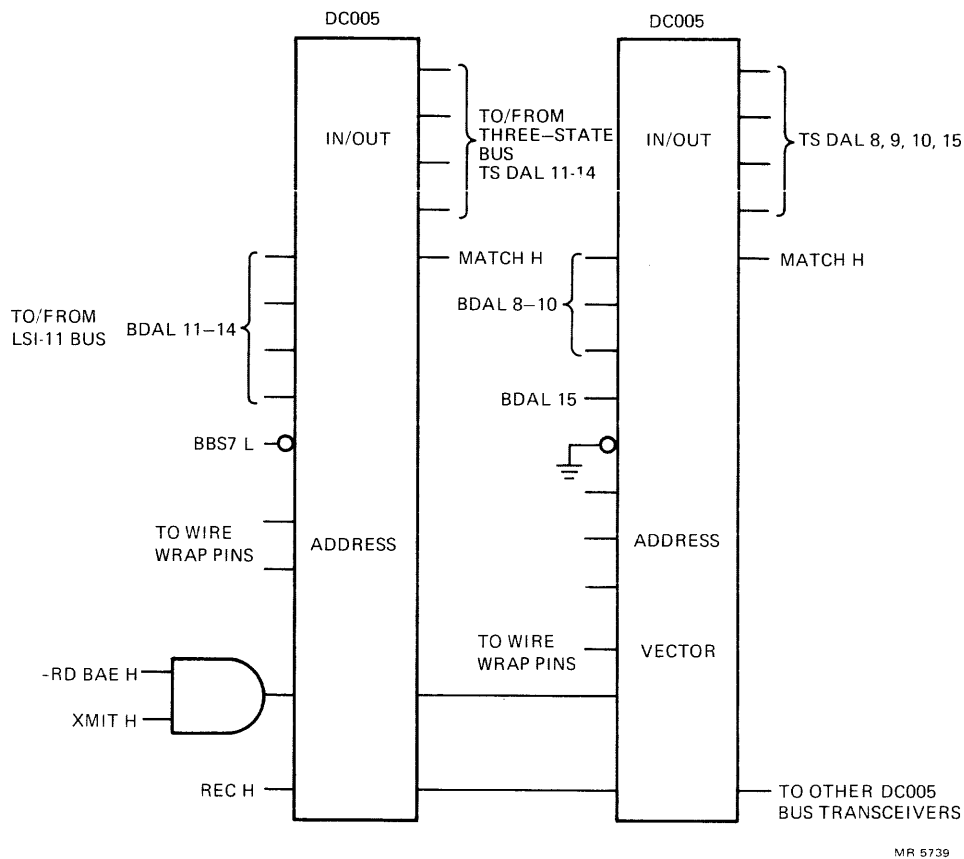 DC005
DC005
IN/OUT
TO/FROM
THREE–STATE
BUS
TS DAL 11-14
IN/OUT
TS DAL 8, 9, 10, 15
MATCH H
MATCH H
TO/FROM
LSI-11 BUS
BDAL 11–14
BDAL 8–10
BDAL 15
BBS7 L
TO WIRE
WRAP PINS
ADDRESS
ADDRESS
TO WIRE
WRAP PINS
VECTOR
-RD BAE H
XMIT H
REC H
TO OTHER DC005
BUS TRANSCEIVERS
MR 5739